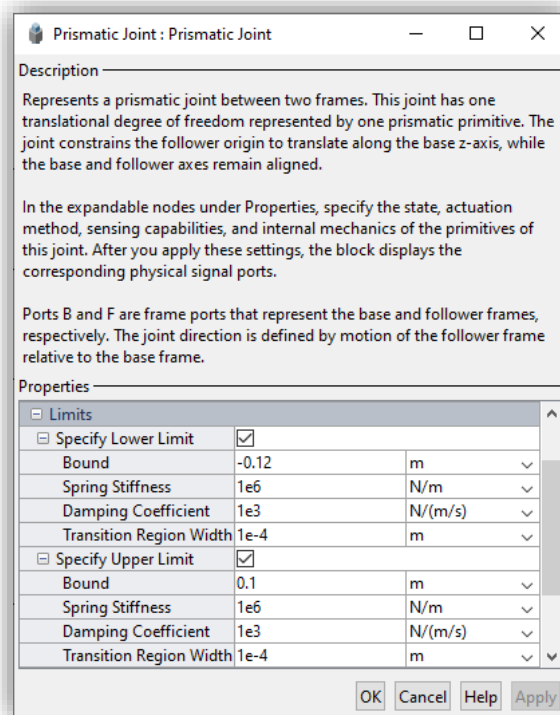 Prismatic Joint : Prismatic Joint
Description
Represents a prismatic joint between two frames. This joint has one
translational degree of freedom represented by one prismatic primitive. The
joint constrains the follower origin to translate along the base z-axis, while
the base and follower axes remain aligned.
In the expandable nodes under Properties, specify the state, actuation
method, sensing capabilities, and internal mechanics of the primitives of
this joint. After you apply these settings, the block displays the
corresponding physical signal ports.
Ports B and F are frame ports that represent the base and follower frames,
respectively. The joint direction is defined by motion of the follower frame
relative to the base frame.
Properties
Limits
Specify Lower Limit
Bound -0.12 m
Spring Stiffness 1e6 N/m
Damping Coefficient 1e3 N/(m/s)
Transition Region Width 1e-4 m
Specify Upper Limit
Bound 0.1 m
Spring Stiffness 1e6 N/m
Damping Coefficient 1e3 N/(m/s)
Transition Region Width 1e-4 m
OK Cancel Help Apply